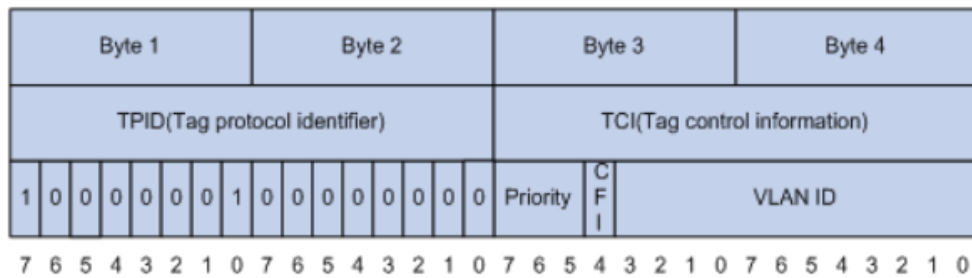 Byte 1 Byte 2 Byte 3 Byte 4
TPID(Tag protocol identifier) TCI(Tag control information)
1 0 0 0 0 0 0 1 0 0 0 0 0 0 0 0 Priority CFI VLAN ID
7 6 5 4 3 2 1 0 7 6 5 4 3 2 1 0 7 6 5 4 3 2 1 0 7 6 5 4 3 2 1 0